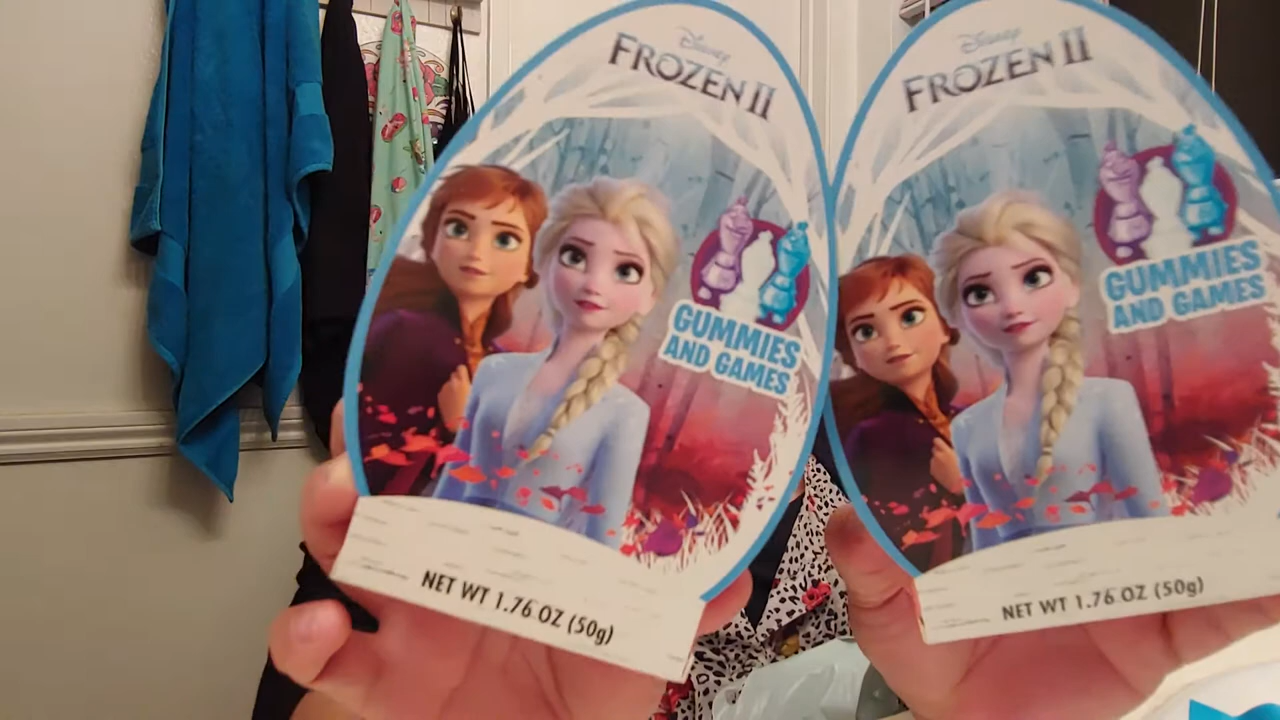 Disney
FROZEN II
GUMMIES
AND GAMES
NET WT 1.76 OZ (50g)
Disney
FROZEN II
GUMMIES
AND GAMES
NET WT 1.76 OZ (50g)